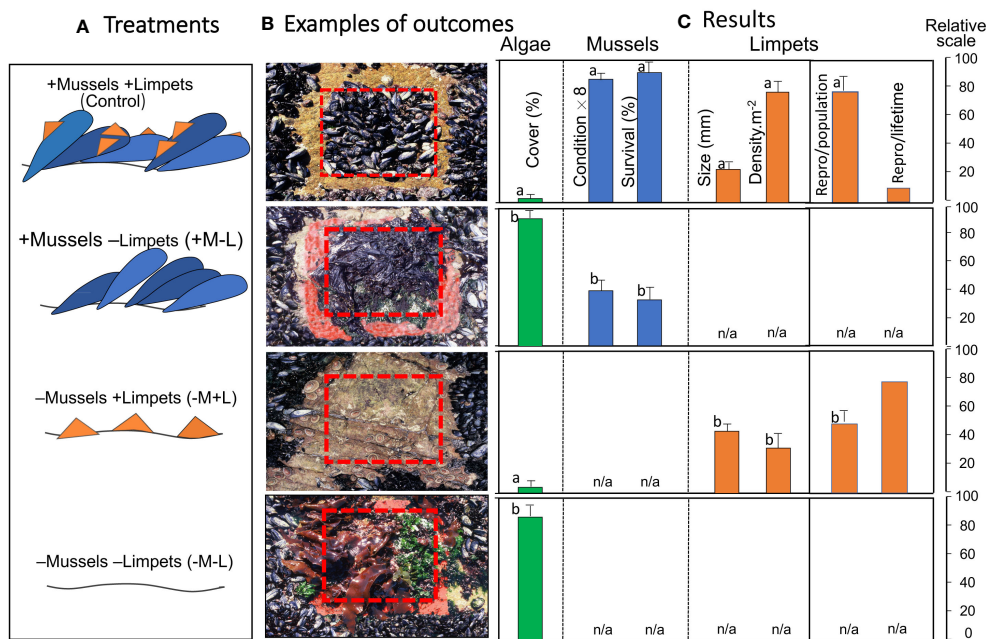 A Treatments
B Examples of outcomes
C Results
Relative
scale
Algae
Mussels
Limpets
+Mussels +Limpets
(Control)
Cover (%)
a
Condition ×8
a
Survival (%)
a
Size (mm)
a
Density.m⁻²
a
Repro/population
a
Repro/lifetime
100
80
60
40
20
+Mussels –Limpets (+M-L)
b
b
b
n/a
n/a
n/a
n/a
100
80
60
40
20
–Mussels +Limpets (-M+L)
a
n/a
n/a
b
b
b
100
80
60
40
20
–Mussels –Limpets (-M-L)
b
n/a
n/a
n/a
n/a
n/a
n/a
100
80
60
40
20
0